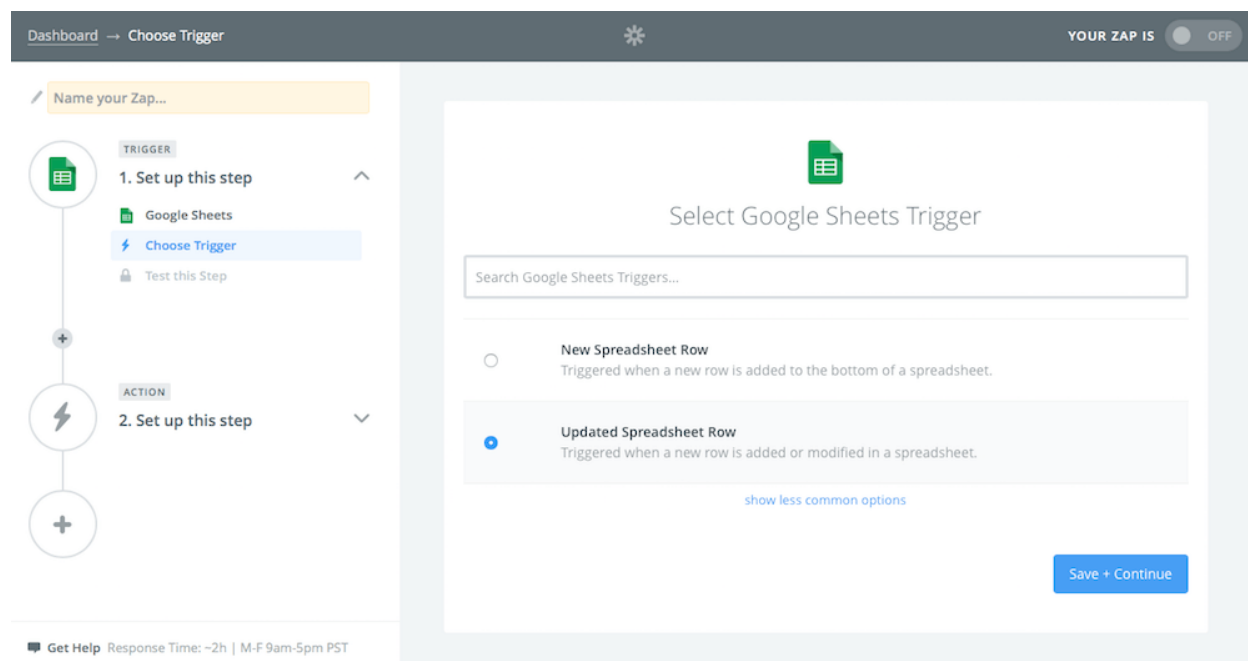 Dashboard → Choose Trigger
YOUR ZAP IS OFF
Name your Zap...
TRIGGER
1. Set up this step
Google Sheets
Choose Trigger
Test this Step
ACTION
2. Set up this step
Get Help Response Time: ~2h | M-F 9am-5pm PST
Select Google Sheets Trigger
Search Google Sheets Triggers...
New Spreadsheet Row
Triggered when a new row is added to the bottom of a spreadsheet.
Updated Spreadsheet Row
Triggered when a new row is added or modified in a spreadsheet.
show less common options
Save + Continue